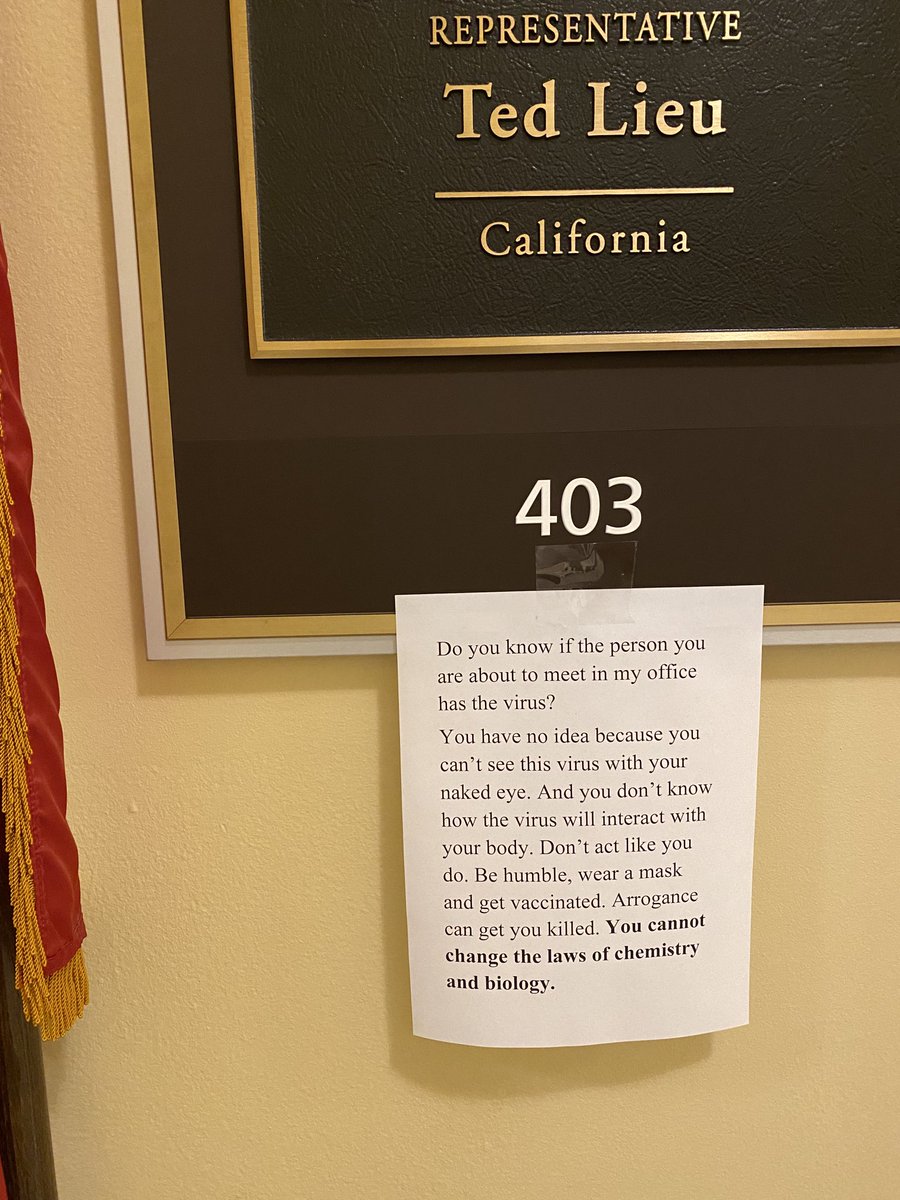 REPRESENTATIVE
Ted Lieu
California
403
Do you know if the person you
are about to meet in my office
has the virus?
You have no idea because you
can’t see this virus with your
naked eye. And you don’t know
how the virus will interact with
your body. Don’t act like you
do. Be humble, wear a mask
and get vaccinated. Arrogance
can get you killed. You cannot
change the laws of chemistry
and biology.